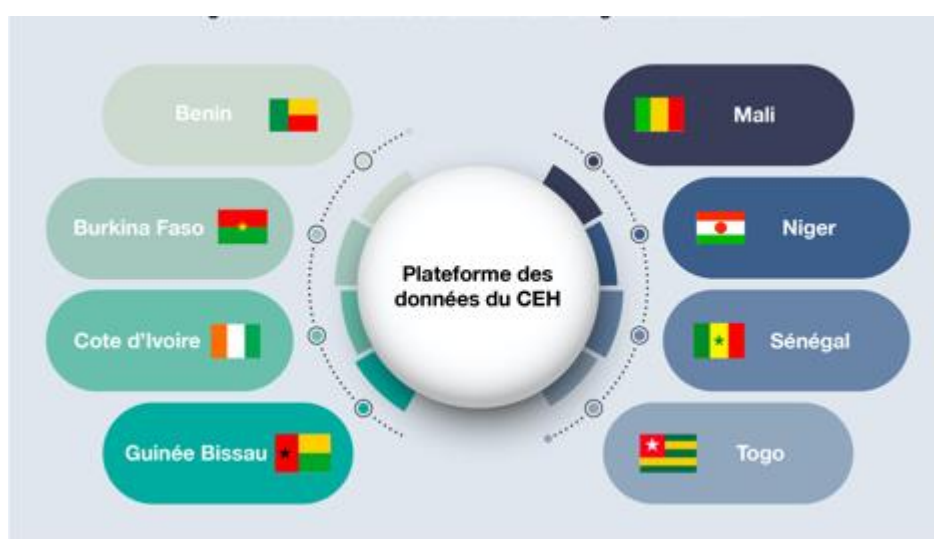 Benin
Burkina Faso
Cote d'Ivoire
Guinée Bissau
Plateforme des
données du CEH
Mali
Niger
Sénégal
Togo